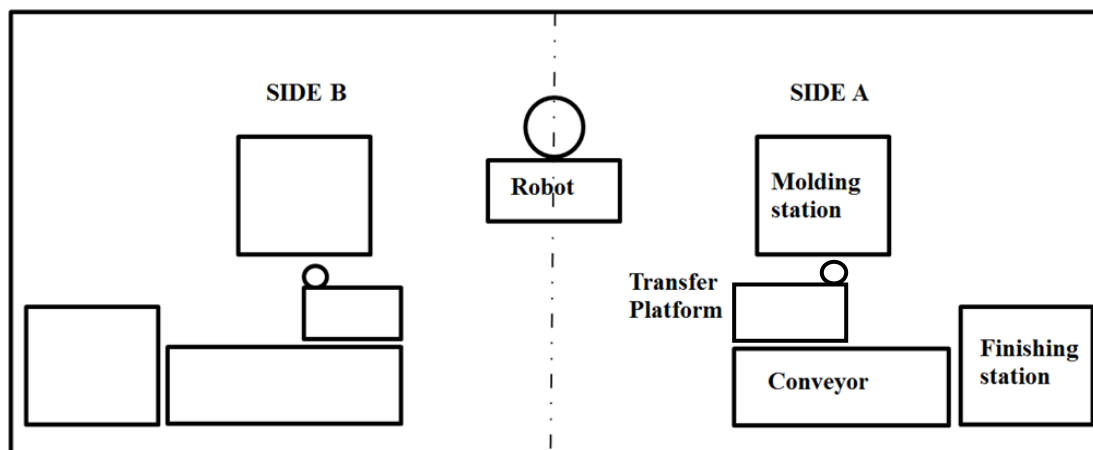 SIDE B
SIDE A
Robot
Molding
station
Transfer
Platform
Conveyor
Finishing
station